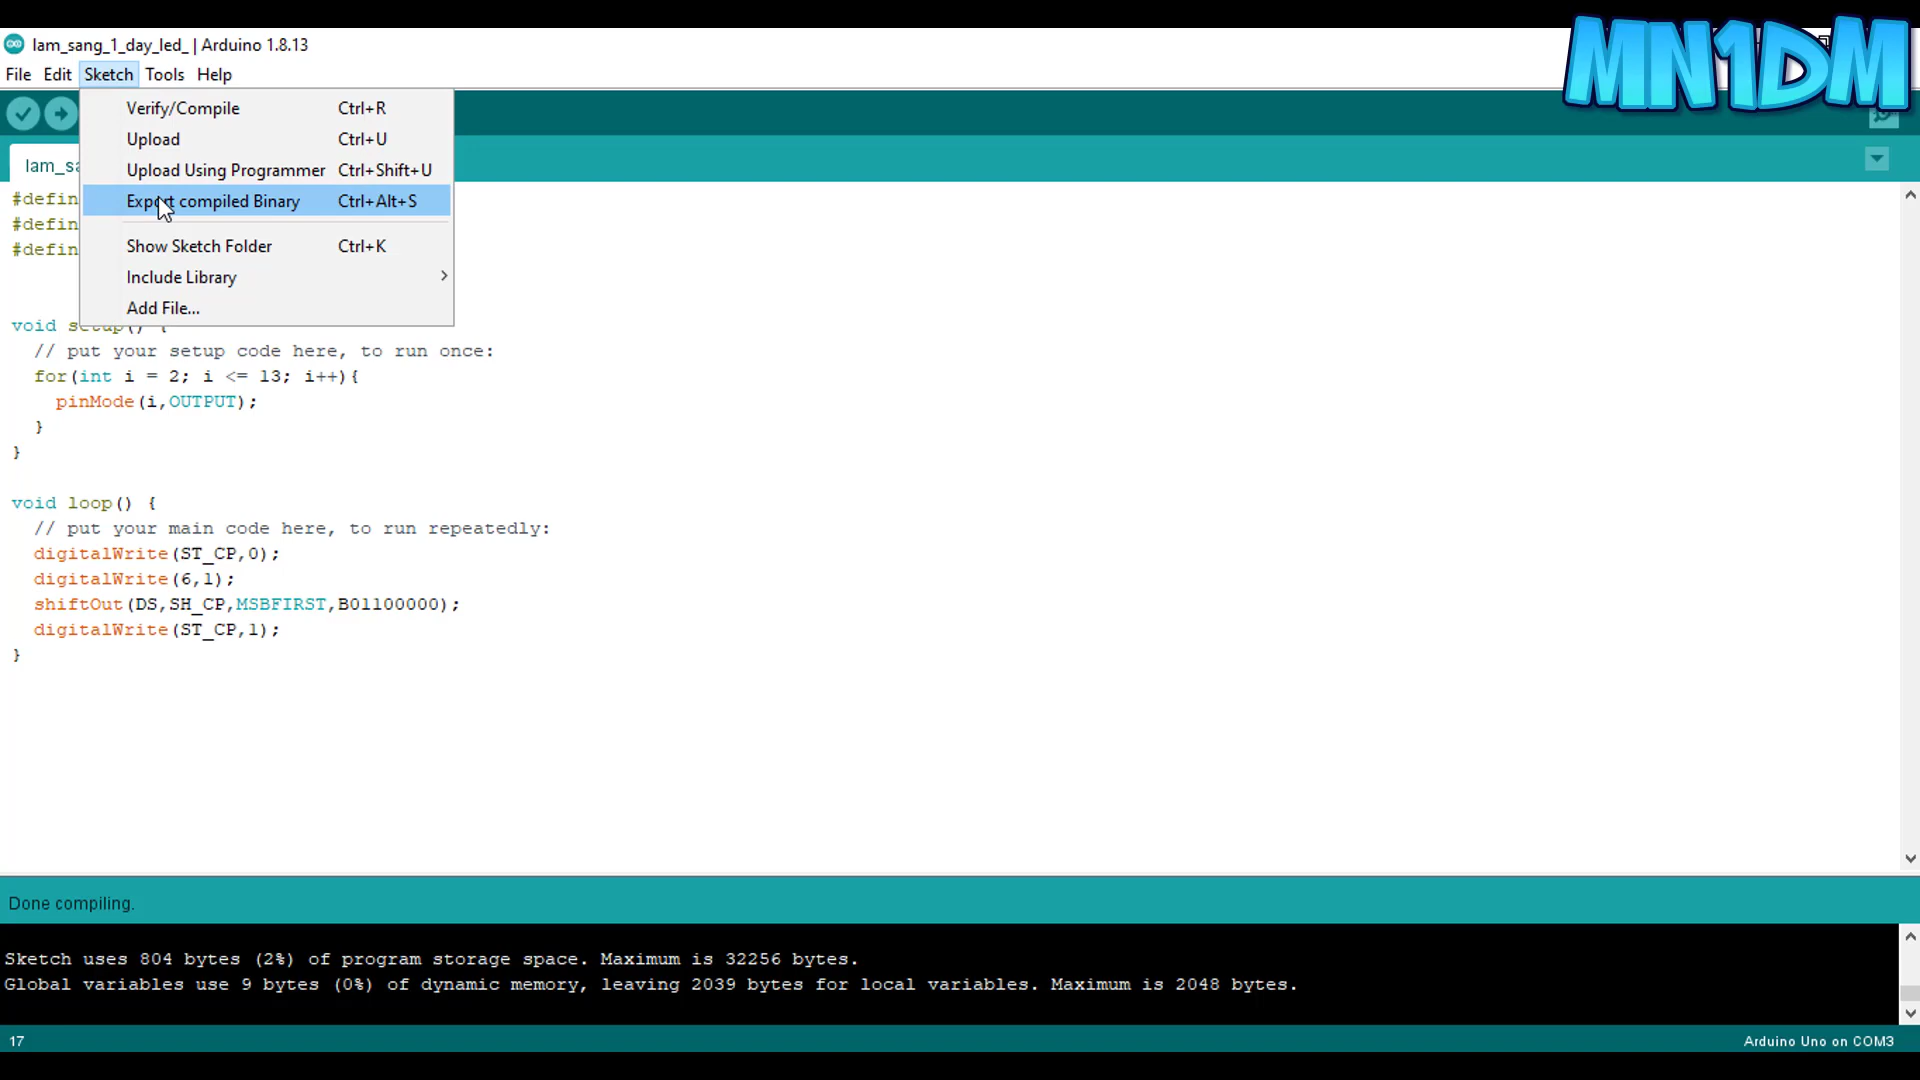 lam_sang_1_day_led_ | Arduino 1.8.13
MN1DM
File Edit Sketch Tools Help
Verify/Compile Ctrl+R
Upload Ctrl+U
lam_sa
Upload Using Programmer Ctrl+Shift+U
#defin
Export compiled Binary Ctrl+Alt+S
#defin
#defin
Show Sketch Folder Ctrl+K
Include Library
Add File...
void setup() {
// put your setup code here, to run once:
for(int i = 2; i <= 13; i++){
pinMode(i,OUTPUT);
}
}
void loop() {
// put your main code here, to run repeatedly:
digitalWrite(ST_CP,0);
digitalWrite(6,1);
shiftOut(DS,SH_CP,MSBFIRST,B01100000);
digitalWrite(ST_CP,1);
}
Done compiling.
Sketch uses 804 bytes (2%) of program storage space. Maximum is 32256 bytes.
Global variables use 9 bytes (0%) of dynamic memory, leaving 2039 bytes for local variables. Maximum is 2048 bytes.
17
Arduino Uno on COM3